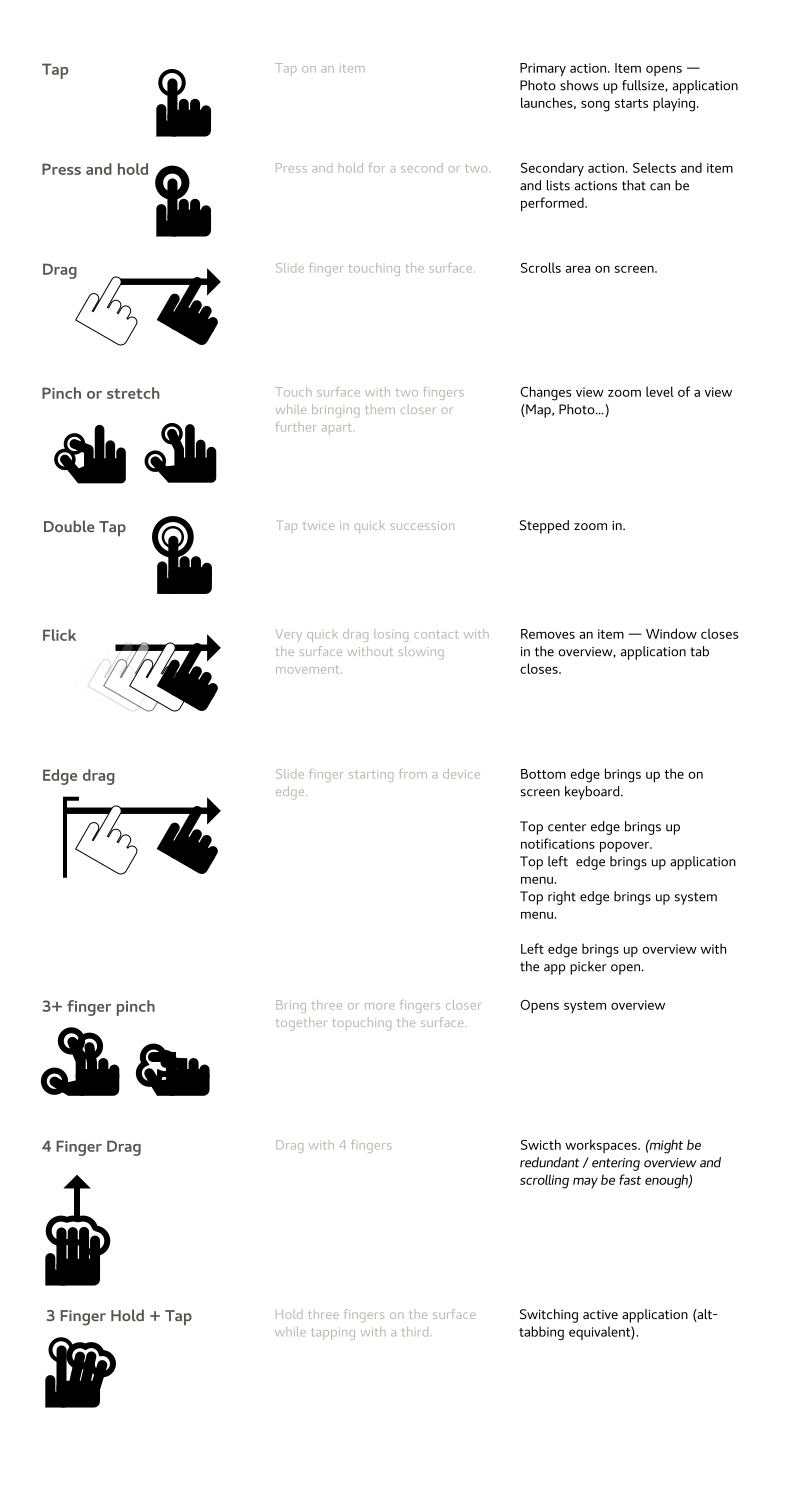 Tap
Tap on an item
Primary action. Item opens —
Photo shows up fullsize, application
launches, song starts playing.
Press and hold
Press and hold for a second or two.
Secondary action. Selects and item
and lists actions that can be
performed.
Drag
Slide finger touching the surface.
Scrolls area on screen.
Pinch or stretch
Touch surface with two fingers
while bringing them closer or
further apart.
Changes view zoom level of a view
(Map, Photo…)
Double Tap
Tap twice in quick succession
Stepped zoom in.
Flick
Very quick drag losing contact with
the surface without slowing
movement.
Removes an item — Window closes
in the overview, application tab
closes.
Edge drag
Slide finger starting from a device
edge.
Bottom edge brings up the on
screen keyboard.
Top center edge brings up
notifications popover.
Top left  edge brings up application
menu.
Top right edge brings up system
menu.
Left edge brings up overview with
the app picker open.
3+ finger pinch
Bring three or more fingers closer
together topuching the surface.
Opens system overview
4 Finger Drag
Drag with 4 fingers
Swicth workspaces. (might be
redundant / entering overview and
scrolling may be fast enough)
3 Finger Hold + Tap
Hold three fingers on the surface
while tapping with a third.
Switching active application (alt-
tabbing equivalent).